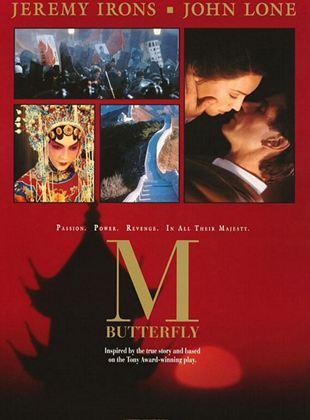 JEREMY IRONS ▪ JOHN LONE
PASSION. POWER. REVENGE. IN ALL THEIR MAJESTY.
M
BUTTERFLY
Inspired by the true story and based
on the Tony Award-winning play.